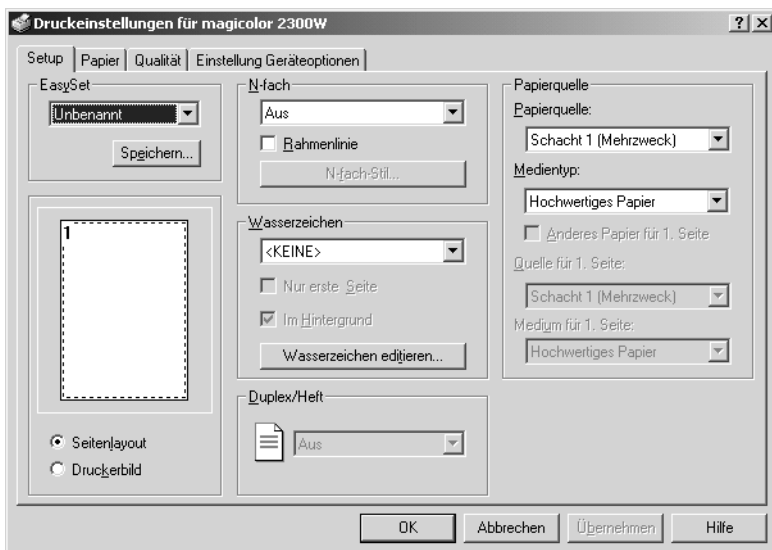 Druckeinstellungen für magicolor 2300W
Setup
Papier
Qualität
Einstellung Geräteoptionen
EasySet
Unbenannt
Speichern...
1
Seitenlayout
Druckerbild
N-fach
Aus
Rahmenlinie
N-fach-Stil...
Wasserzeichen
<KEINE>
Nur erste Seite
Im Hintergrund
Wasserzeichen editieren...
Duplex/Heft
Aus
Papierquelle
Papierquelle:
Schacht 1 (Mehrzweck)
Medientyp:
Hochwertiges Papier
Anderes Papier für 1. Seite
Quelle für 1. Seite:
Schacht 1 (Mehrzweck)
Medium für 1. Seite:
Hochwertiges Papier
OK
Abbrechen
Übernehmen
Hilfe